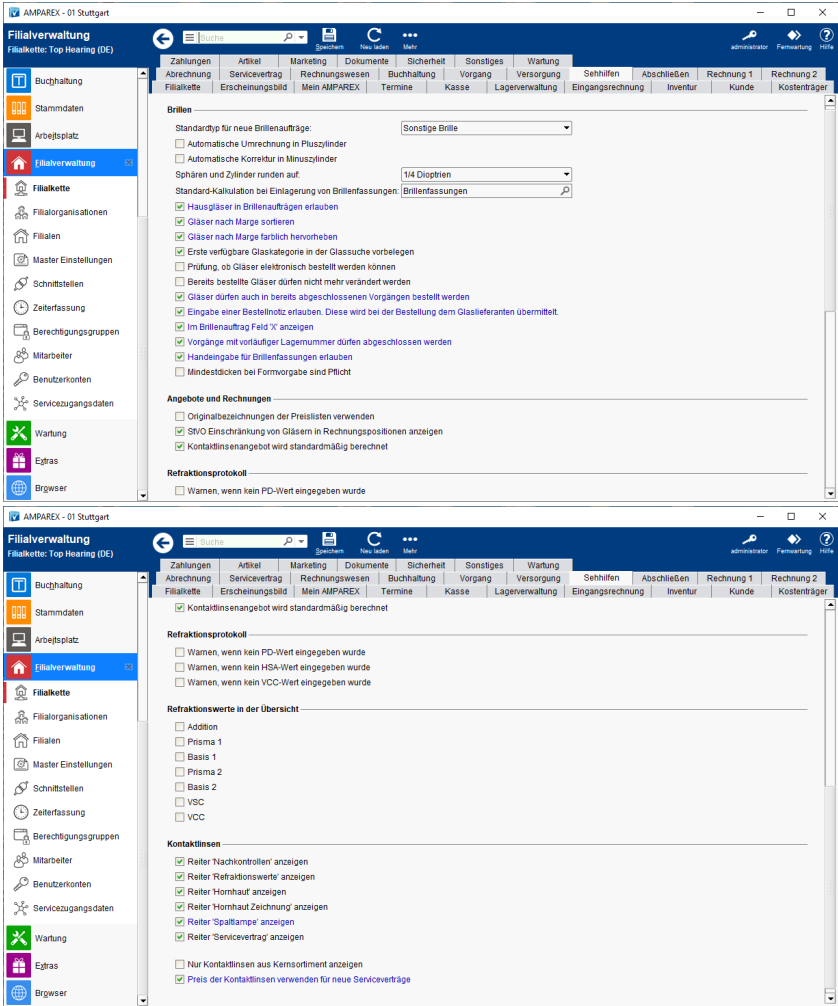 AMPAREX - 01 Stuttgart
Filialverwaltung
Filialkette: Top Hearing (DE)
Suche
Speichern
Neu laden
Mehr
administrator
Fernwartung
Hilfe
Zahlungen Artikel Marketing Dokumente Sicherheit Sonstiges Wartung
Abrechnung Servicevertrag Rechnungswesen Buchhaltung Vorgang Versorgung Sehhilfen Abschließen Rechnung 1 Rechnung 2
Filialkette Erscheinungsbild Mein AMPAREX Termine Kasse Lagerverwaltung Eingangsrechnung Inventur Kunde Kostenträger
Buchhaltung
Stammdaten
Arbeitsplatz
Filialverwaltung
Filialkette
Filialorganisationen
Filialen
Master Einstellungen
Schnittstellen
Zeiterfassung
Berechtigungsgruppen
Mitarbeiter
Benutzerkonten
Servicezugangsdaten
Wartung
Extras
Browser
Brillen
Standardtyp für neue Brillenaufträge: Sonstige Brille
Automatische Umrechnung in Pluszylinder
Automatische Korrektur in Minuszylinder
Sphären und Zylinder runden auf: 1/4 Dioptrien
Standard-Kalkulation bei Einlagerung von Brillenfassungen: Brillenfassungen
Hausgläser in Brillenaufträgen erlauben
Gläser nach Marge sortieren
Gläser nach Marge farblich hervorheben
Erste verfügbare Glaskategorie in der Glassuche vorbelegen
Prüfung, ob Gläser elektronisch bestellt werden können
Bereits bestellte Gläser dürfen nicht mehr verändert werden
Gläser dürfen auch in bereits abgeschlossenen Vorgängen bestellt werden
Eingabe einer Bestellnotiz erlauben. Diese wird bei der Bestellung dem Glaslieferanten übermittelt.
Im Brillenauftrag Feld 'X' anzeigen
Vorgänge mit vorläufiger Lagernummer dürfen abgeschlossen werden
Handeingabe für Brillenfassungen erlauben
Mindestdicken bei Formvorgabe sind Pflicht
Angebote und Rechnungen
Originalbezeichnungen der Preislisten verwenden
StVO Einschränkung von Gläsern in Rechnungspositionen anzeigen
Kontaktlinsenangebot wird standardmäßig berechnet
Refraktionsprotokoll
Warnen, wenn kein PD-Wert eingegeben wurde
AMPAREX - 01 Stuttgart
Filialverwaltung
Filialkette: Top Hearing (DE)
Suche
Speichern
Neu laden
Mehr
administrator
Fernwartung
Hilfe
Zahlungen Artikel Marketing Dokumente Sicherheit Sonstiges Wartung
Abrechnung Servicevertrag Rechnungswesen Buchhaltung Vorgang Versorgung Sehhilfen Abschließen Rechnung 1 Rechnung 2
Filialkette Erscheinungsbild Mein AMPAREX Termine Kasse Lagerverwaltung Eingangsrechnung Inventur Kunde Kostenträger
Buchhaltung
Stammdaten
Arbeitsplatz
Filialverwaltung
Filialkette
Filialorganisationen
Filialen
Master Einstellungen
Schnittstellen
Zeiterfassung
Berechtigungsgruppen
Mitarbeiter
Benutzerkonten
Servicezugangsdaten
Wartung
Extras
Browser
Kontaktlinsenangebot wird standardmäßig berechnet
Refraktionsprotokoll
Warnen, wenn kein PD-Wert eingegeben wurde
Warnen, wenn kein HSA-Wert eingegeben wurde
Warnen, wenn kein VCC-Wert eingegeben wurde
Refraktionswerte in der Übersicht
Addition
Prisma 1
Basis 1
Prisma 2
Basis 2
VSC
VCC
Kontaktlinsen
Reiter 'Nachkontrollen' anzeigen
Reiter 'Refraktionswerte' anzeigen
Reiter 'Hornhaut' anzeigen
Reiter 'Hornhaut Zeichnung' anzeigen
Reiter 'Spaltlampe' anzeigen
Reiter 'Servicevertrag' anzeigen
Nur Kontaktlinsen aus Kernsortiment anzeigen
Preis der Kontaktlinsen verwenden für neue Serviceverträge